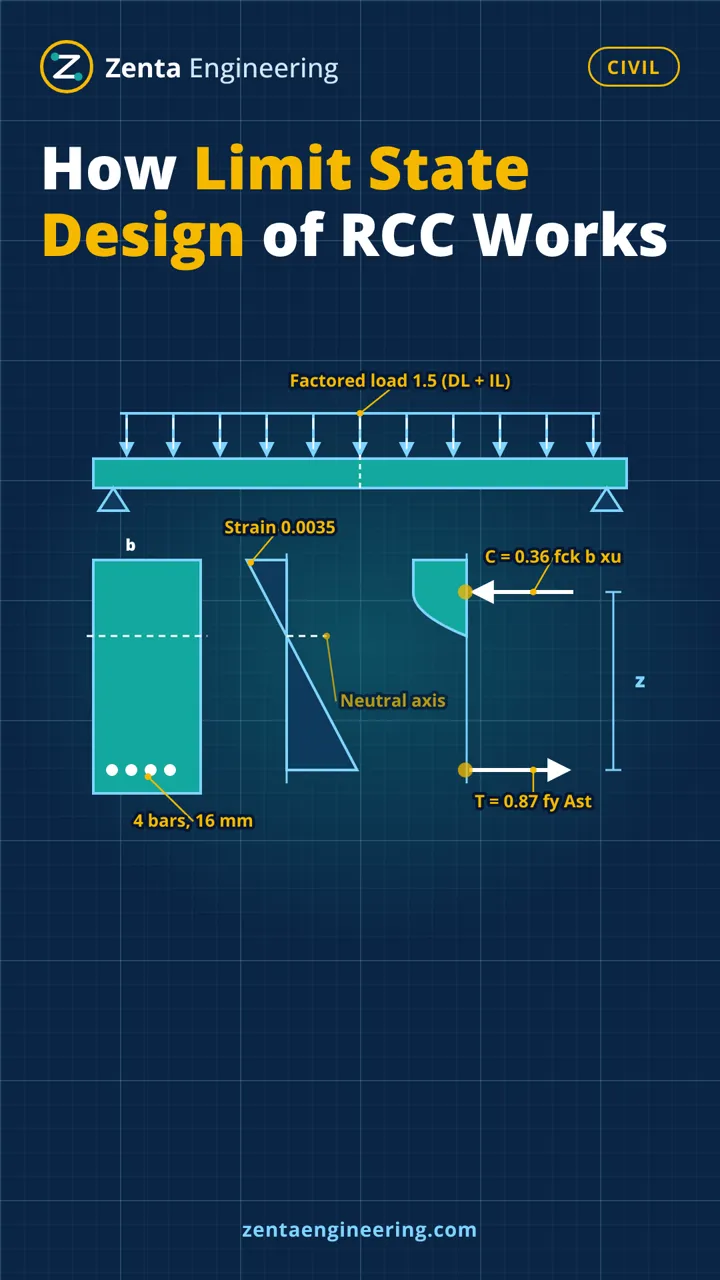 Zenta Engineering
CIVIL
How Limit State
Design of RCC Works
Factored load 1.5 (DL + IL)
Strain 0.0035
b
C = 0.36 fck b xu
z
Neutral axis
T = 0.87 fy Ast
4 bars, 16 mm
zentaengineering.com